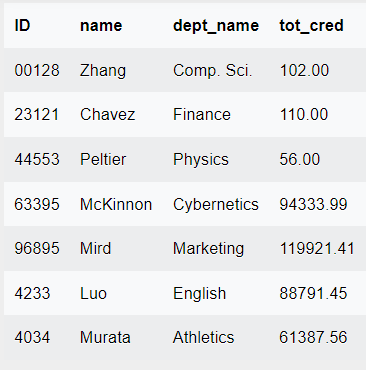 ID name dept_name tot_cred
00128 Zhang Comp. Sci. 102.00
23121 Chavez Finance 110.00
44553 Peltier Physics 56.00
63395 McKinnon Cybernetics 94333.99
96895 Mird Marketing 119921.41
4233 Luo English 88791.45
4034 Murata Athletics 61387.56